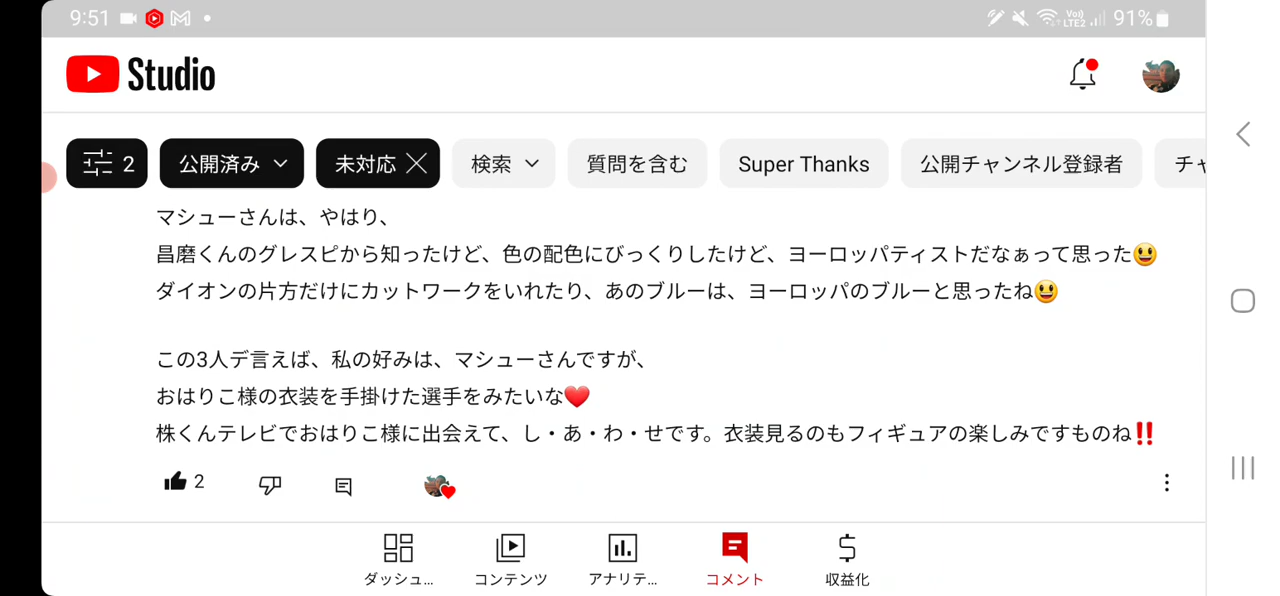 9:51
Vo)) LTE2 91%
Studio
2 公開済み 未対応 検索 質問を含む Super Thanks 公開チャンネル登録者 チャ
マシューさんは、やはり、
昌磨くんのグレスピから知ったけど、色の配色にびっくりしたけど、ヨーロッパティストだなぁって思った😃
ダイオンの片方だけにカットワークをいれたり、あのブルーは、ヨーロッパのブルーと思ったね😃
この3人デ言えば、私の好みは、マシューさんですが、
おはりこ様の衣装を手掛けた選手をみたいな❤️
株くんテレビでおはりこ様に出会えて、し・あ・わ・せです。衣装見るのもフィギュアの楽しみですものね‼️
2
ダッシュ... コンテンツ アナリテ... コメント 収益化